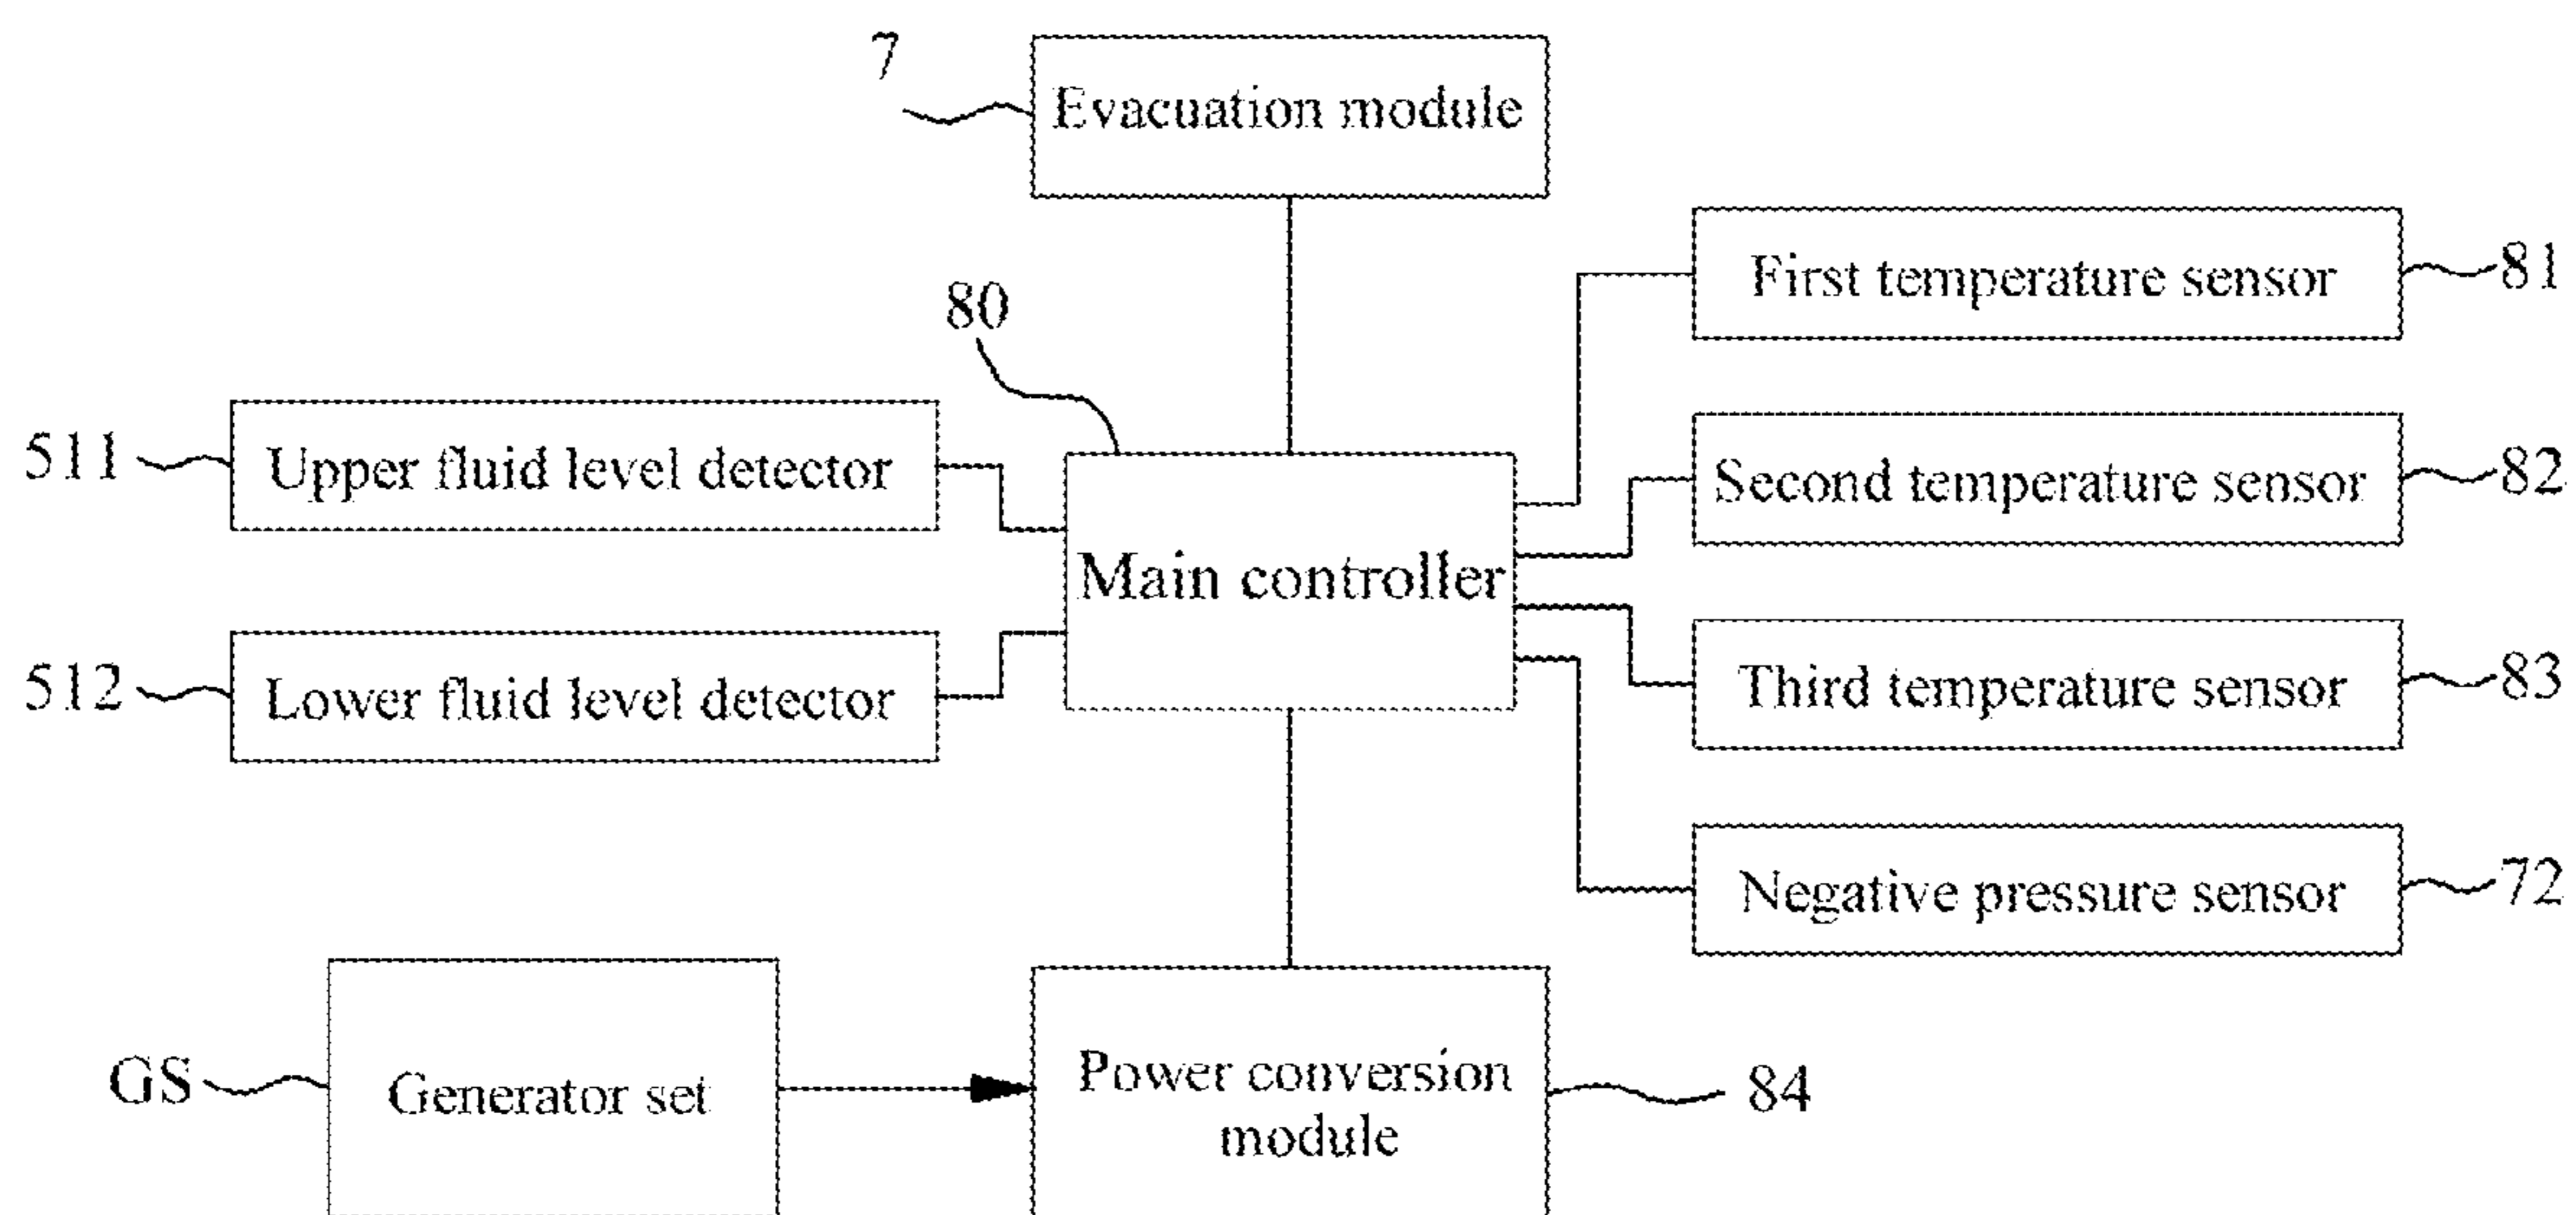 7
Evacuation module
First temperature sensor
81
80
Upper fluid level detector
511
Second temperature sensor
82
Main controller
Lower fluid level detector
512
Third temperature sensor
83
Negative pressure sensor
72
GS
Generator set
Power conversion
module
84